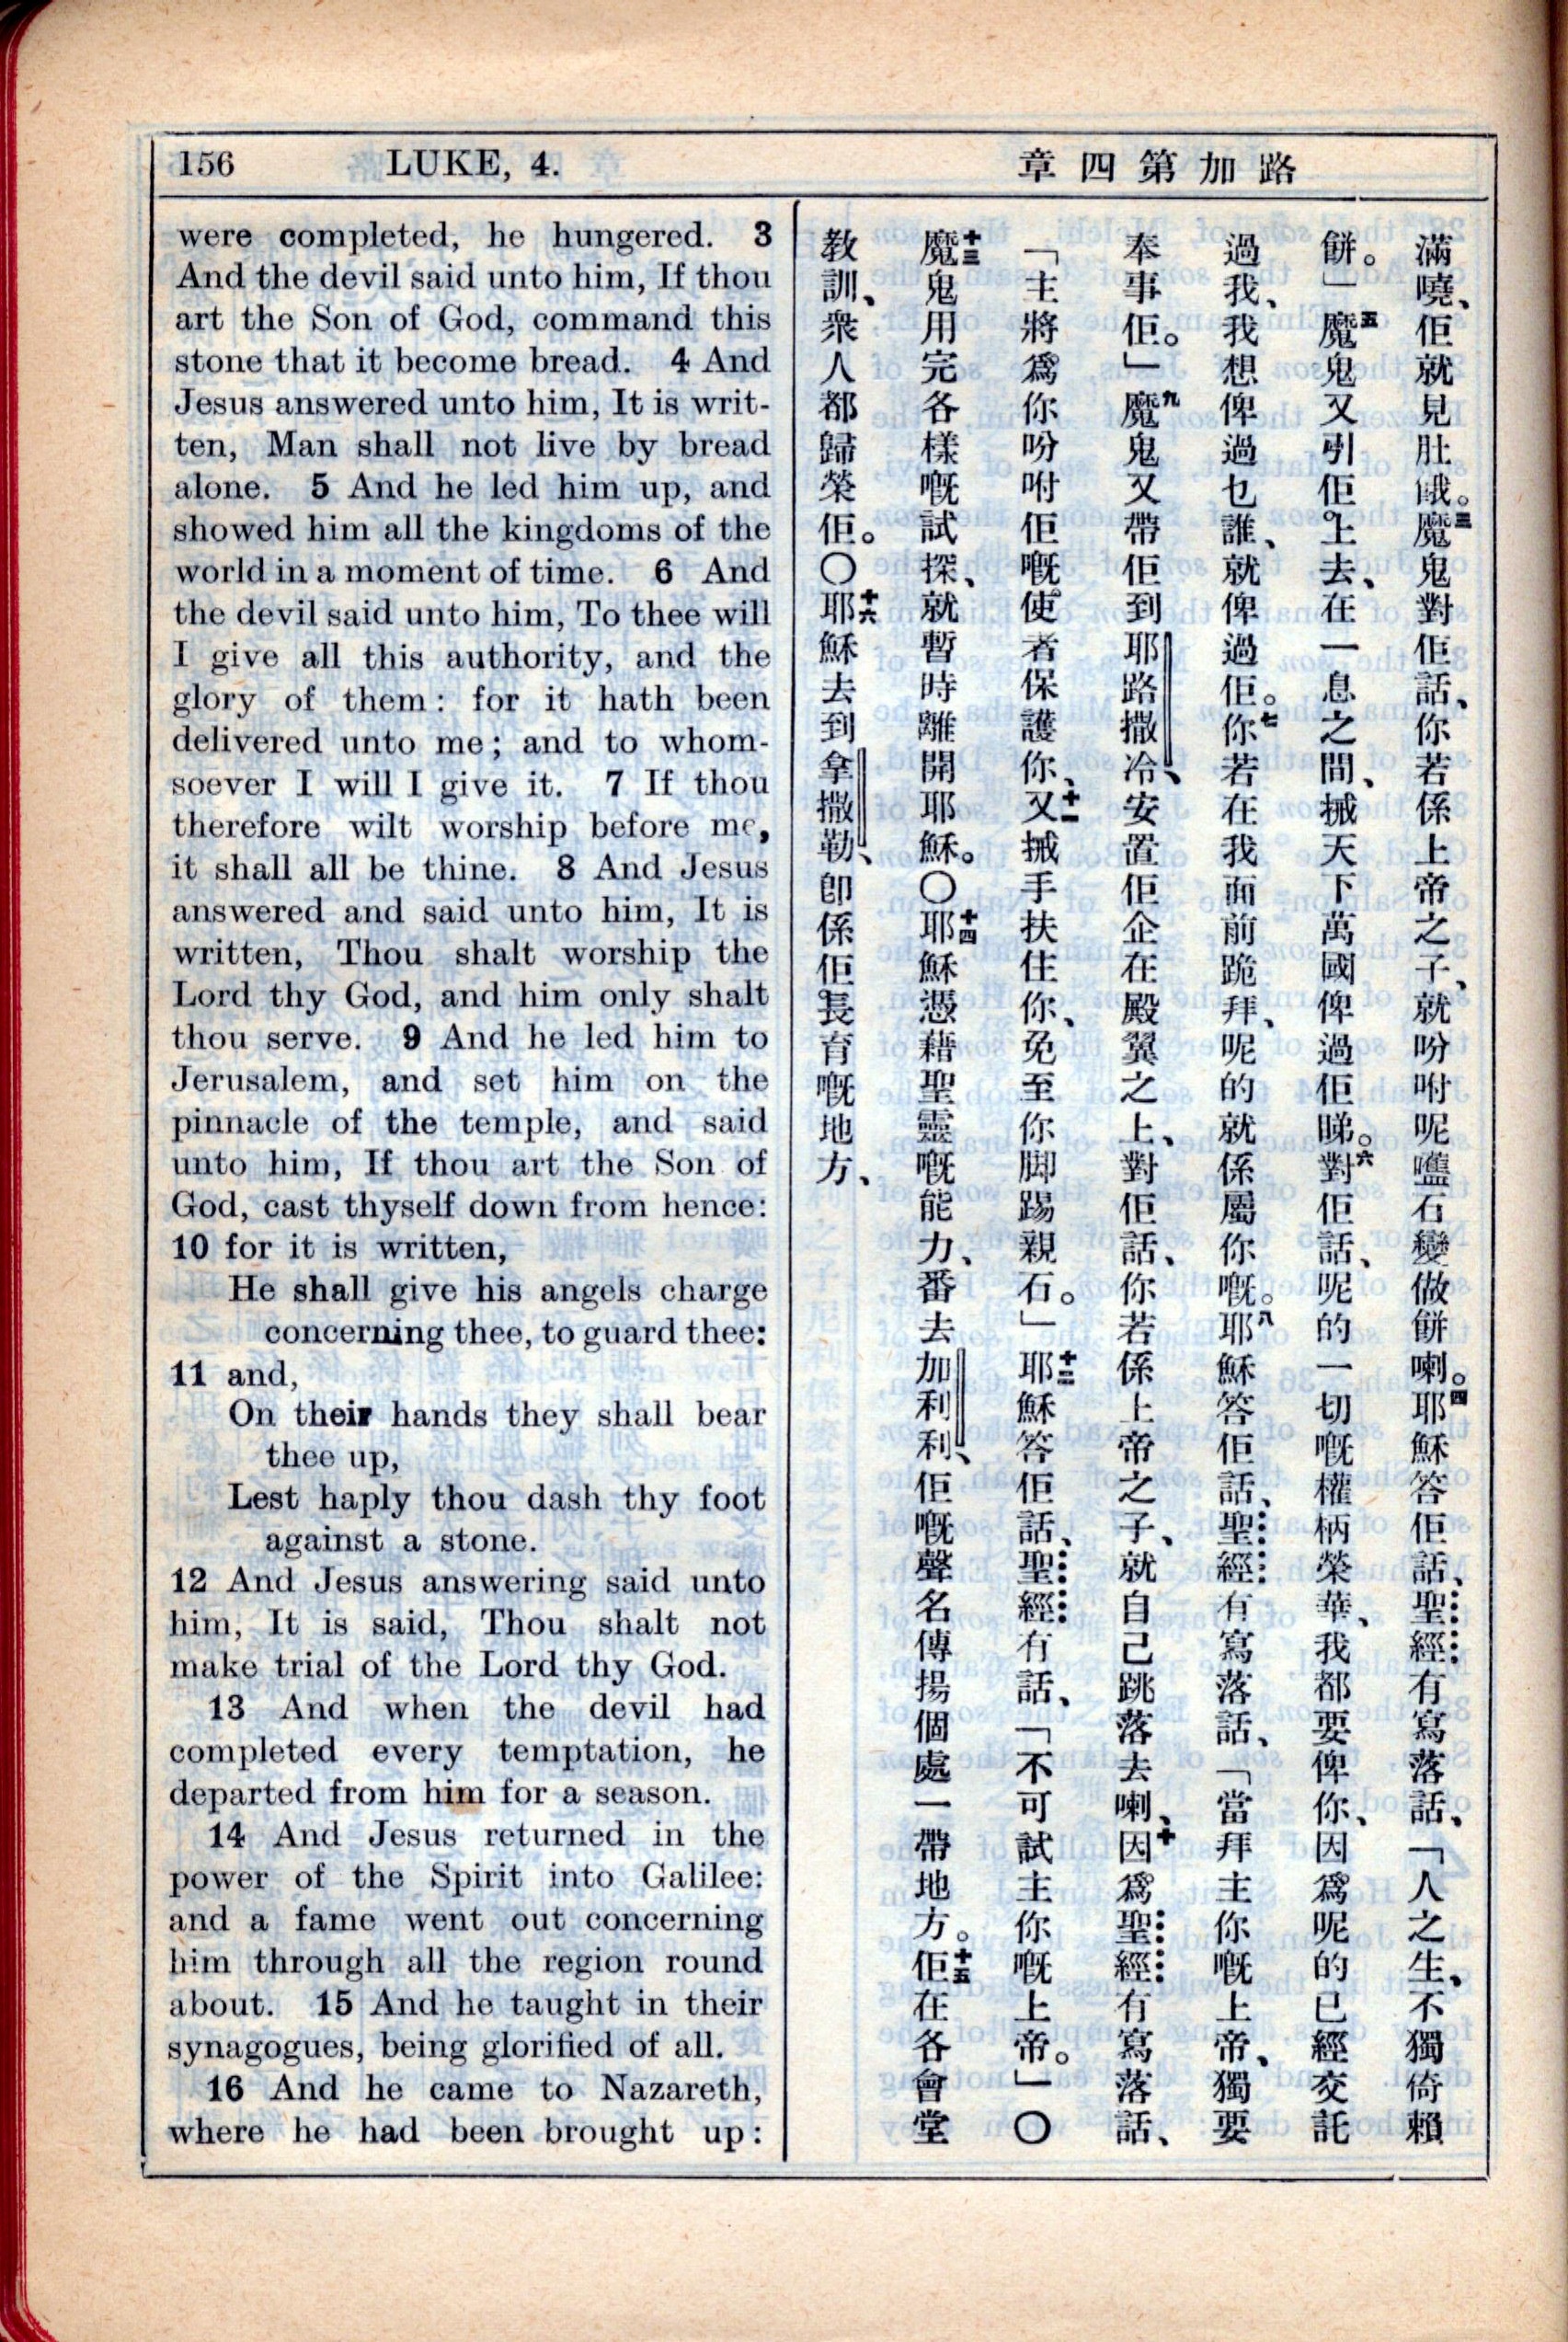 156 LUKE, 4.
章四第加路
were completed, he hungered. 3
And the devil said unto him, If thou
art the Son of God, command this
stone that it become bread. 4 And
Jesus answered unto him, It is writ-
ten, Man shall not live by bread
alone. 5 And he led him up, and
showed him all the kingdoms of the
world in a moment of time. 6 And
the devil said unto him, To thee will
I give all this authority, and the
glory of them: for it hath been
delivered unto me; and to whom-
soever I will I give it. 7 If thou
therefore wilt worship before me,
it shall all be thine. 8 And Jesus
answered and said unto him, It is
written, Thou shalt worship the
Lord thy God, and him only shalt
thou serve. 9 And he led him to
Jerusalem, and set him on the
pinnacle of the temple, and said
unto him, If thou art the Son of
God, cast thyself down from hence:
10 for it is written,
He shall give his angels charge
concerning thee, to guard thee:
11 and,
On their hands they shall bear
thee up,
Lest haply thou dash thy foot
against a stone.
12 And Jesus answering said unto
him, It is said, Thou shalt not
make trial of the Lord thy God.
13 And when the devil had
completed every temptation, he
departed from him for a season.
14 And Jesus returned in the
power of the Spirit into Galilee:
and a fame went out concerning
him through all the region round
about. 15 And he taught in their
synagogues, being glorified of all.
16 And he came to Nazareth,
where he had been brought up:
滿嘵、佢就見肚餓。三魔鬼對佢話、你若係上帝之子、就吩咐呢嚿石變做餅喇。四耶穌答佢話、聖經有寫落話、「人之生、不獨倚賴
餅。」五魔鬼又引佢上去、在一息之間、搣天下萬國俾過佢睇。六對佢話、呢的一切嘅權柄榮華、我都要俾你、因爲呢的已經交託
過我、我想俾過乜誰、就俾過佢。七你若在我面前跪拜、呢的就係屬你嘅。八耶穌答佢話、聖經有寫落話、「當拜主你嘅上帝、獨要
奉事佢。」九魔鬼又帶佢到耶路撒冷、安置佢企在殿翼之上、對佢話、你若係上帝之子、就自己跳落去喇、十因爲聖經有寫落話、
「主將爲你吩咐佢嘅使者保護你、十一又搣手扶住你、免至你脚踢親石。」十二耶穌答佢話、聖經有話、「不可試主你嘅上帝。」〇
十三魔鬼用完各樣嘅試探、就暫時離開耶穌。〇十四耶穌憑藉聖靈嘅能力、番去加利利、佢嘅聲名傳揚個處一帶地方。十五佢在各會堂
教訓、衆人都歸榮佢。〇十六耶穌去到拿撒勒、卽係佢長育嘅地方、